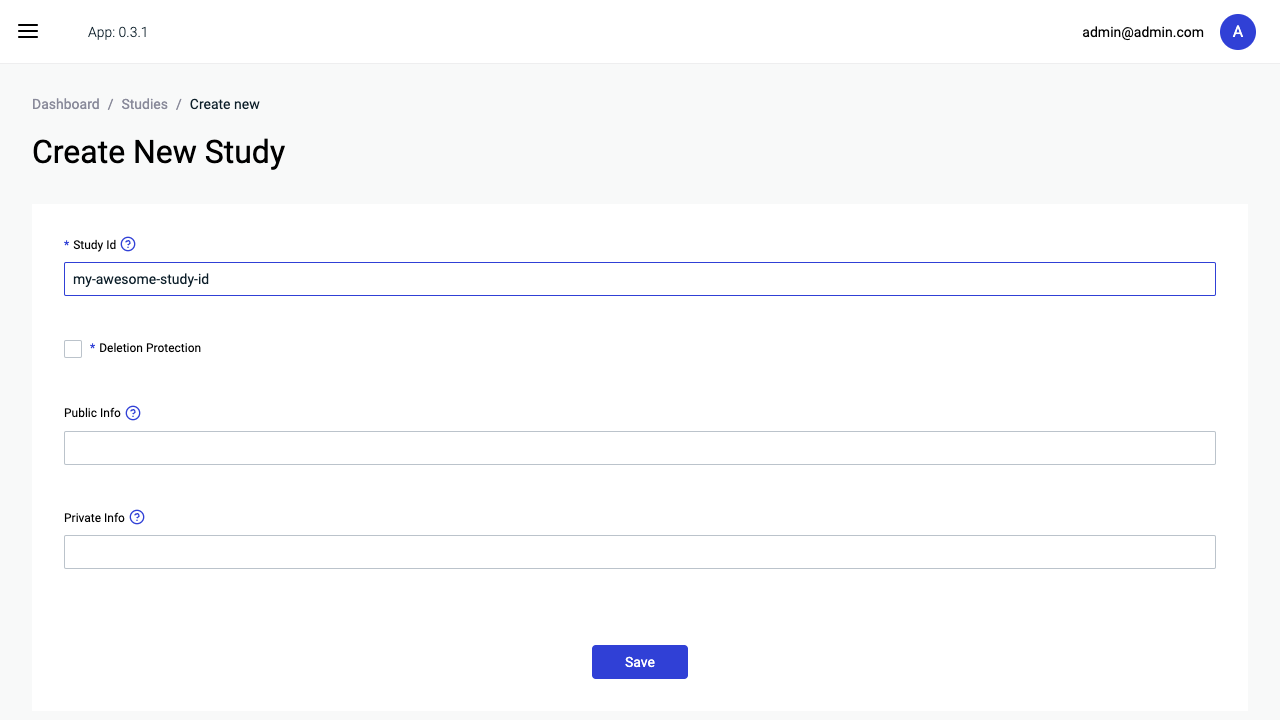 App: 0.3.1
admin@admin.com
A
Dashboard / Studies / Create new
Create New Study
* Study Id ?
my-awesome-study-id
* Deletion Protection
Public Info ?
Private Info ?
Save